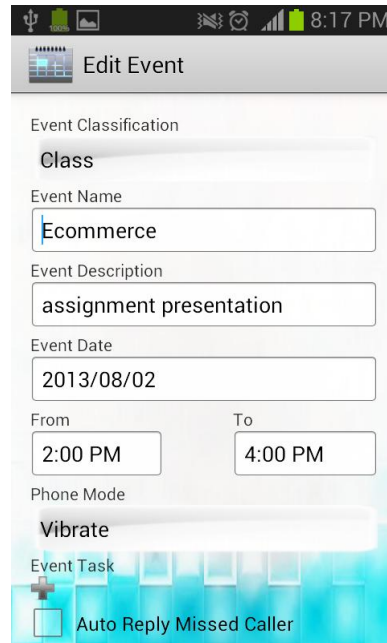 100% 8:17 PM
Edit Event
Event Classification
Class
Event Name
Ecommerce
Event Description
assignment presentation
Event Date
2013/08/02
From To
2:00 PM 4:00 PM
Phone Mode
Vibrate
Event Task
Auto Reply Missed Caller